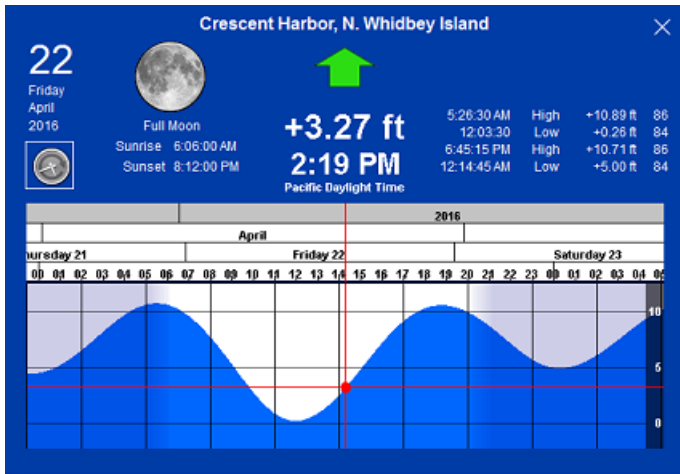 Crescent Harbor, N. Whidbey Island
22
Friday
April
2016
Full Moon
Sunrise 6:06:00 AM
Sunset 8:12:00 PM
+3.27 ft
2:19 PM
Pacific Daylight Time
5:26:30 AM High +10.89 ft 86
12:03:30 Low +0.26 ft 84
6:45:15 PM High +10.71 ft 86
12:14:45 AM Low +5.00 ft 84
2016
April
ursday 21 Friday 22 Saturday 23
00 01 02 03 04 05 06 07 08 09 10 11 12 13 14 15 16 17 18 19 20 21 22 23 00 01 02 03 04
10
5
0